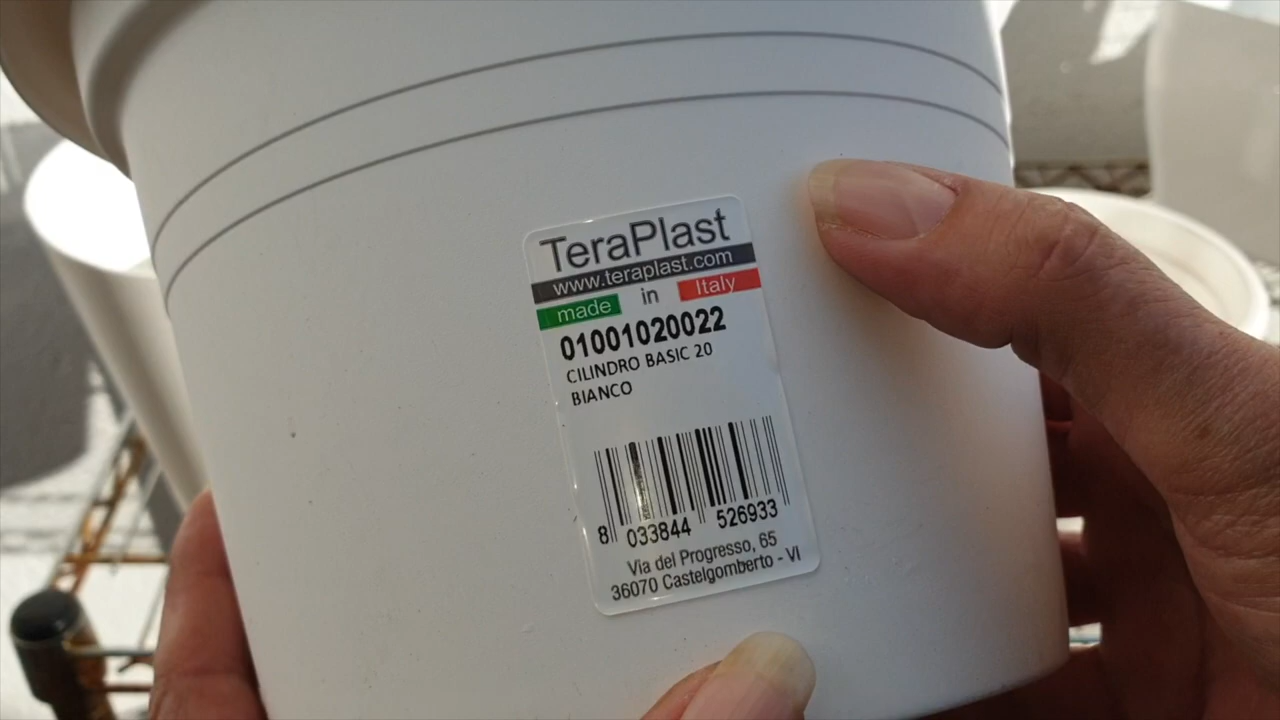 TeraPlast
www.teraplast.com
made in Italy
01001020022
CILINDRO BASIC 20
BIANCO
8 033844 526933
Via del Progresso, 65
36070 Castelgomberto - VI